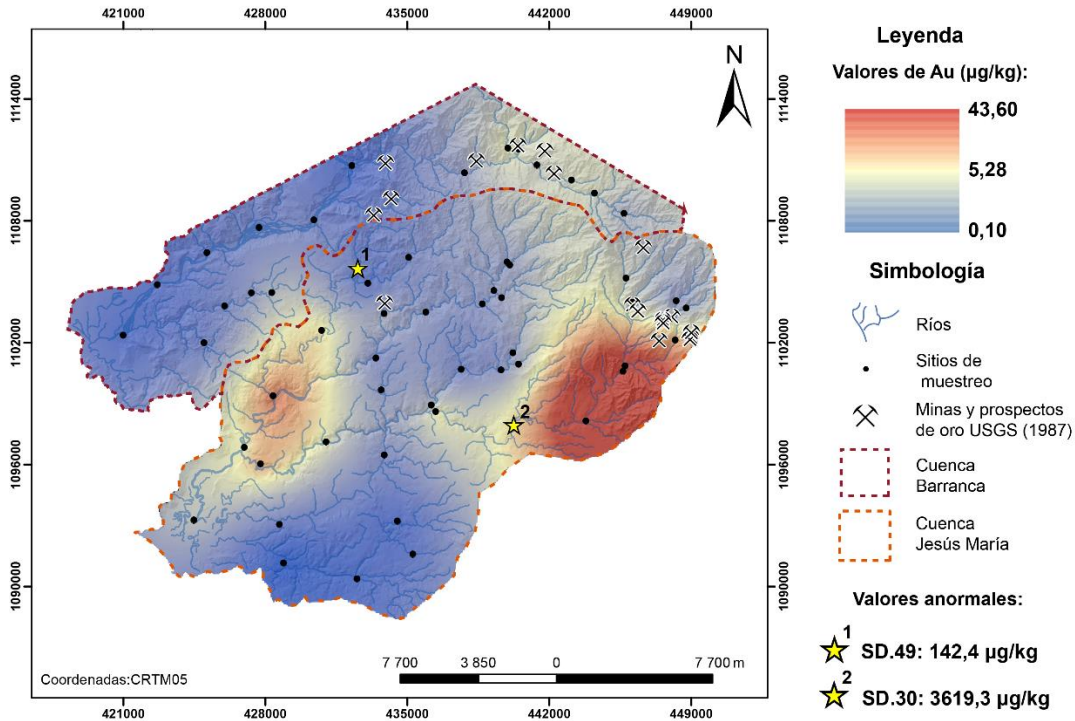 421000 428000 435000 442000 449000
1114000
1108000
1102000
1096000
1090000
N
1
2
1114000
1108000
1102000
1096000
1090000
7 700 3 850 0 7 700 m
Coordenadas:CRTM05
421000 428000 435000 442000 449000
Leyenda
Valores de Au (µg/kg):
43,60
5,28
0,10
Simbología
Ríos
Sitios de
muestreo
Minas y prospectos
de oro USGS (1987)
Cuenca
Barranca
Cuenca
Jesús María
Valores anormales:
1
SD.49: 142,4 µg/kg
2
SD.30: 3619,3 µg/kg